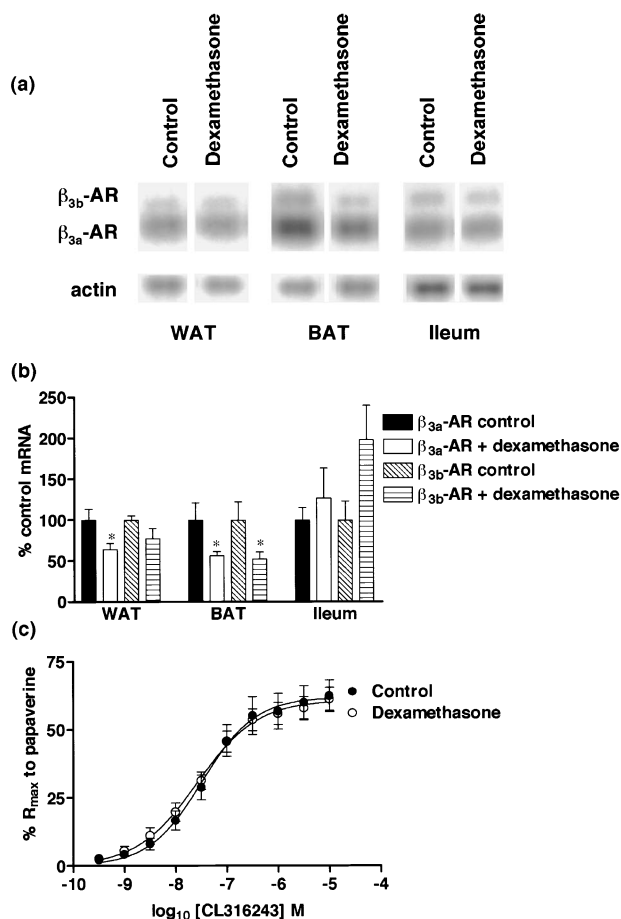 (a)
Control
Dexamethasone
Control
Dexamethasone
Control
Dexamethasone
β3b-AR
β3a-AR
actin
WAT BAT Ileum
(b)
% control mRNA
250
200
150
100
50
0
* * *
WAT BAT Ileum
β3a-AR control
β3a-AR + dexamethasone
β3b-AR control
β3b-AR + dexamethasone
(c)
% Rmax to papaverine
75
50
25
0
-10 -9 -8 -7 -6 -5 -4
log10 [CL316243] M
Control
Dexamethasone